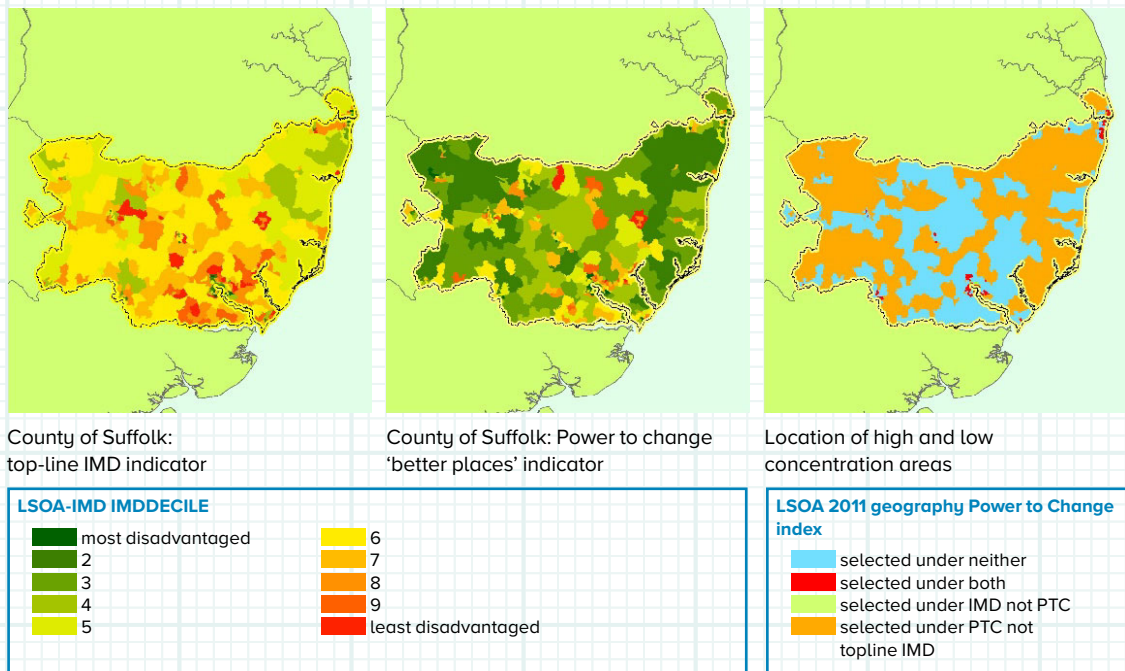 County of Suffolk:
top-line IMD indicator
County of Suffolk: Power to change
‘better places’ indicator
Location of high and low
concentration areas
LSOA-IMD IMDDECILE
most disadvantaged
2
3
4
5
6
7
8
9
least disadvantaged
LSOA 2011 geography Power to Change
index
selected under neither
selected under both
selected under IMD not PTC
selected under PTC not
topline IMD